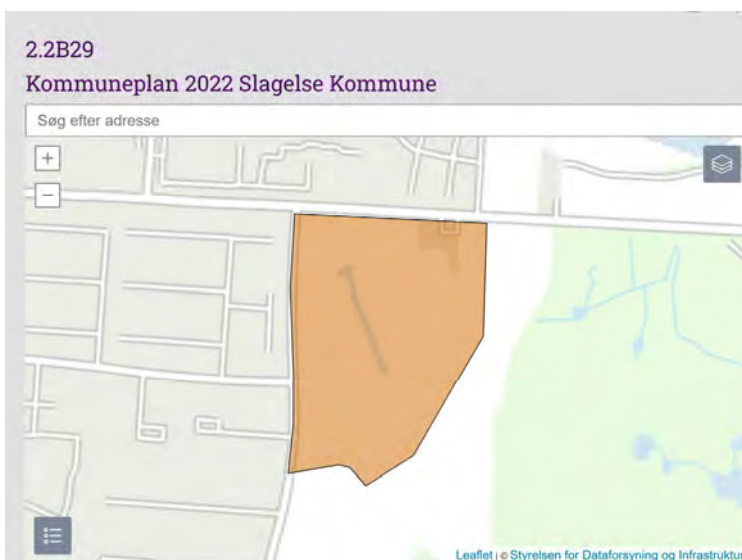 2.2B29
Kommuneplan 2022 Slagelse Kommune
Søg efter adresse
+
−
Leaflet | © Styrelsen for Dataforsyning og Infrastruktur